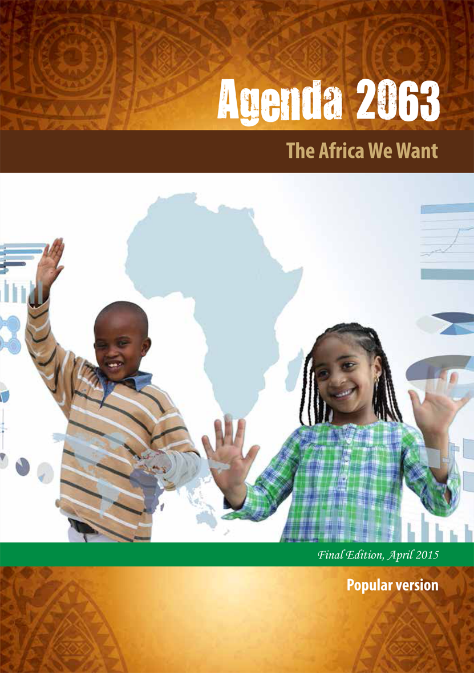 Agenda 2063
The Africa We Want
Final Edition, April 2015
Popular version